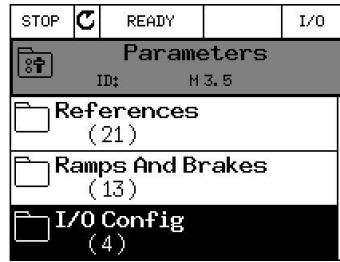 STOP READY I/O
Parameters
ID: M3.5
References
(21)
Ramps And Brakes
(13)
I/O Config
(4)